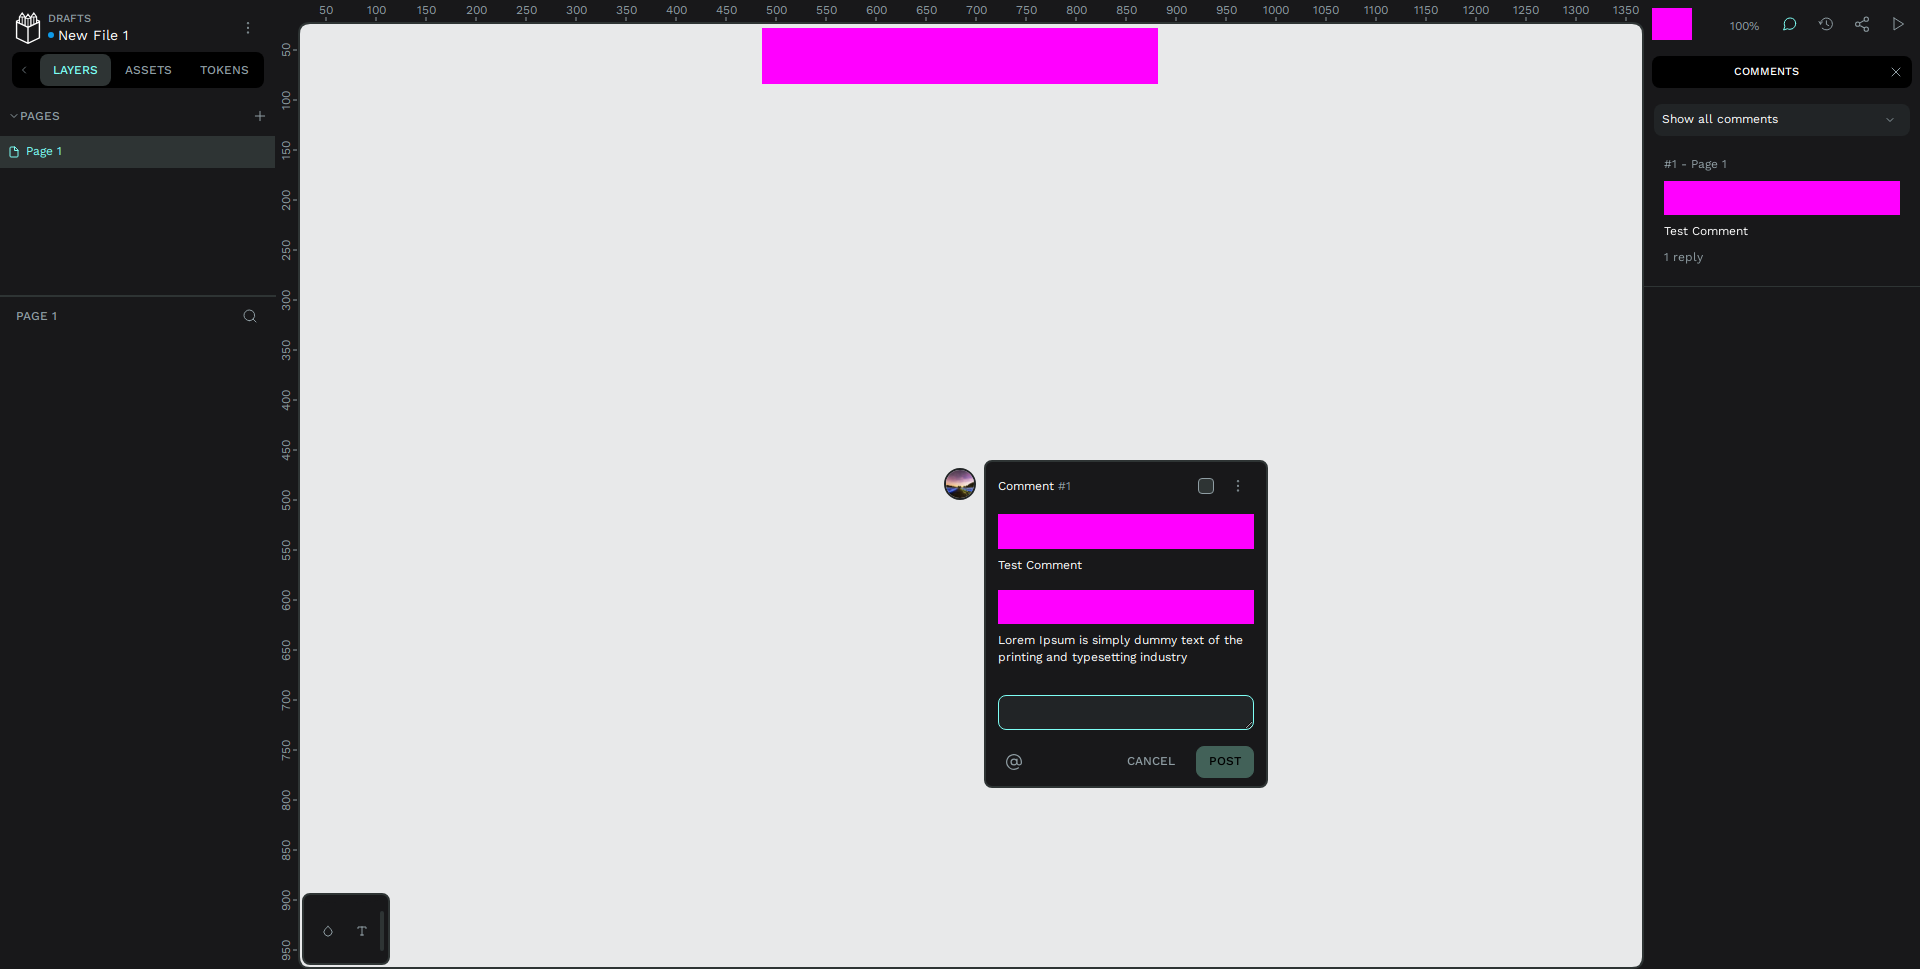 DRAFTS
New File 1
LAYERS ASSETS TOKENS
PAGES
Page 1
PAGE 1
50 100 150 200 250 300 350 400 450 500 550 600 650 700 750 800 850 900 950 1000 1050 1100 1150 1200 1250 1300 1350
50
100
150
200
250
300
350
400
450
500
550
600
650
700
750
800
850
900
950
Comment #1
Test Comment
Lorem Ipsum is simply dummy text of the
printing and typesetting industry
@ CANCEL POST
T
100%
COMMENTS
Show all comments
#1 - Page 1
Test Comment
1 reply